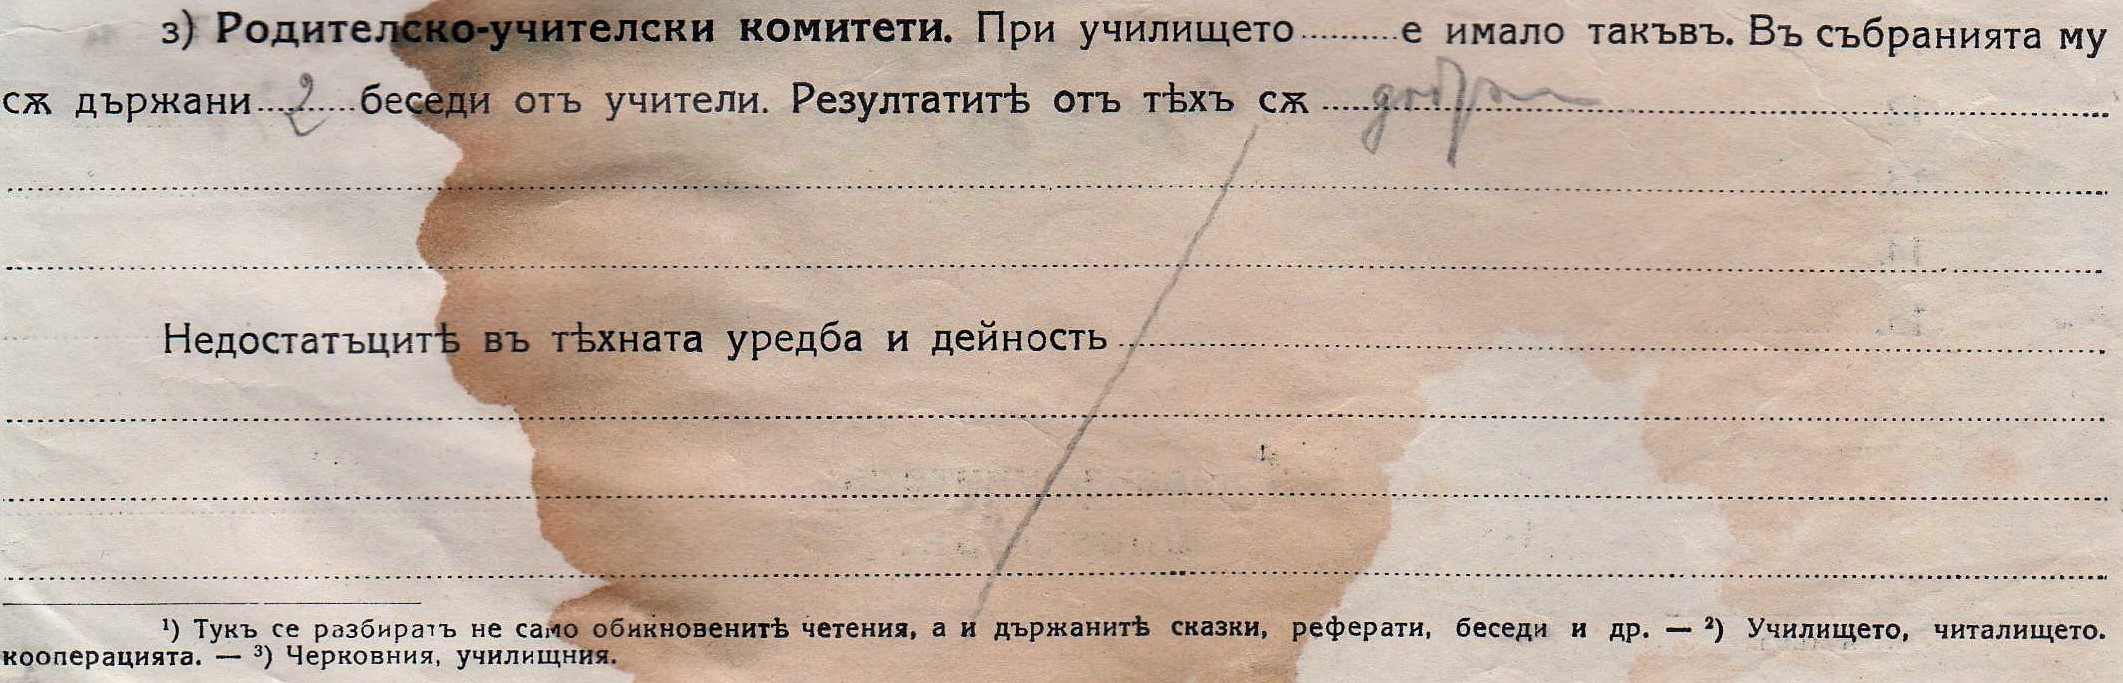 з) Родителско-учителски комитети. При училището.........е имало такъвъ. Въ събранията му
сѫ държани....2....беседи отъ учители. Резултатитѣ отъ тѣхъ сѫ ..... добри
Недостатъцитѣ въ тѣхната уредба и дейность
¹) Тукъ се разбиратъ не само обикновенитѣ четения, а и държанитѣ сказки, реферати, беседи и др. — ²) Училището, читалището.
кооперацията. — ³) Черковния, училищния.